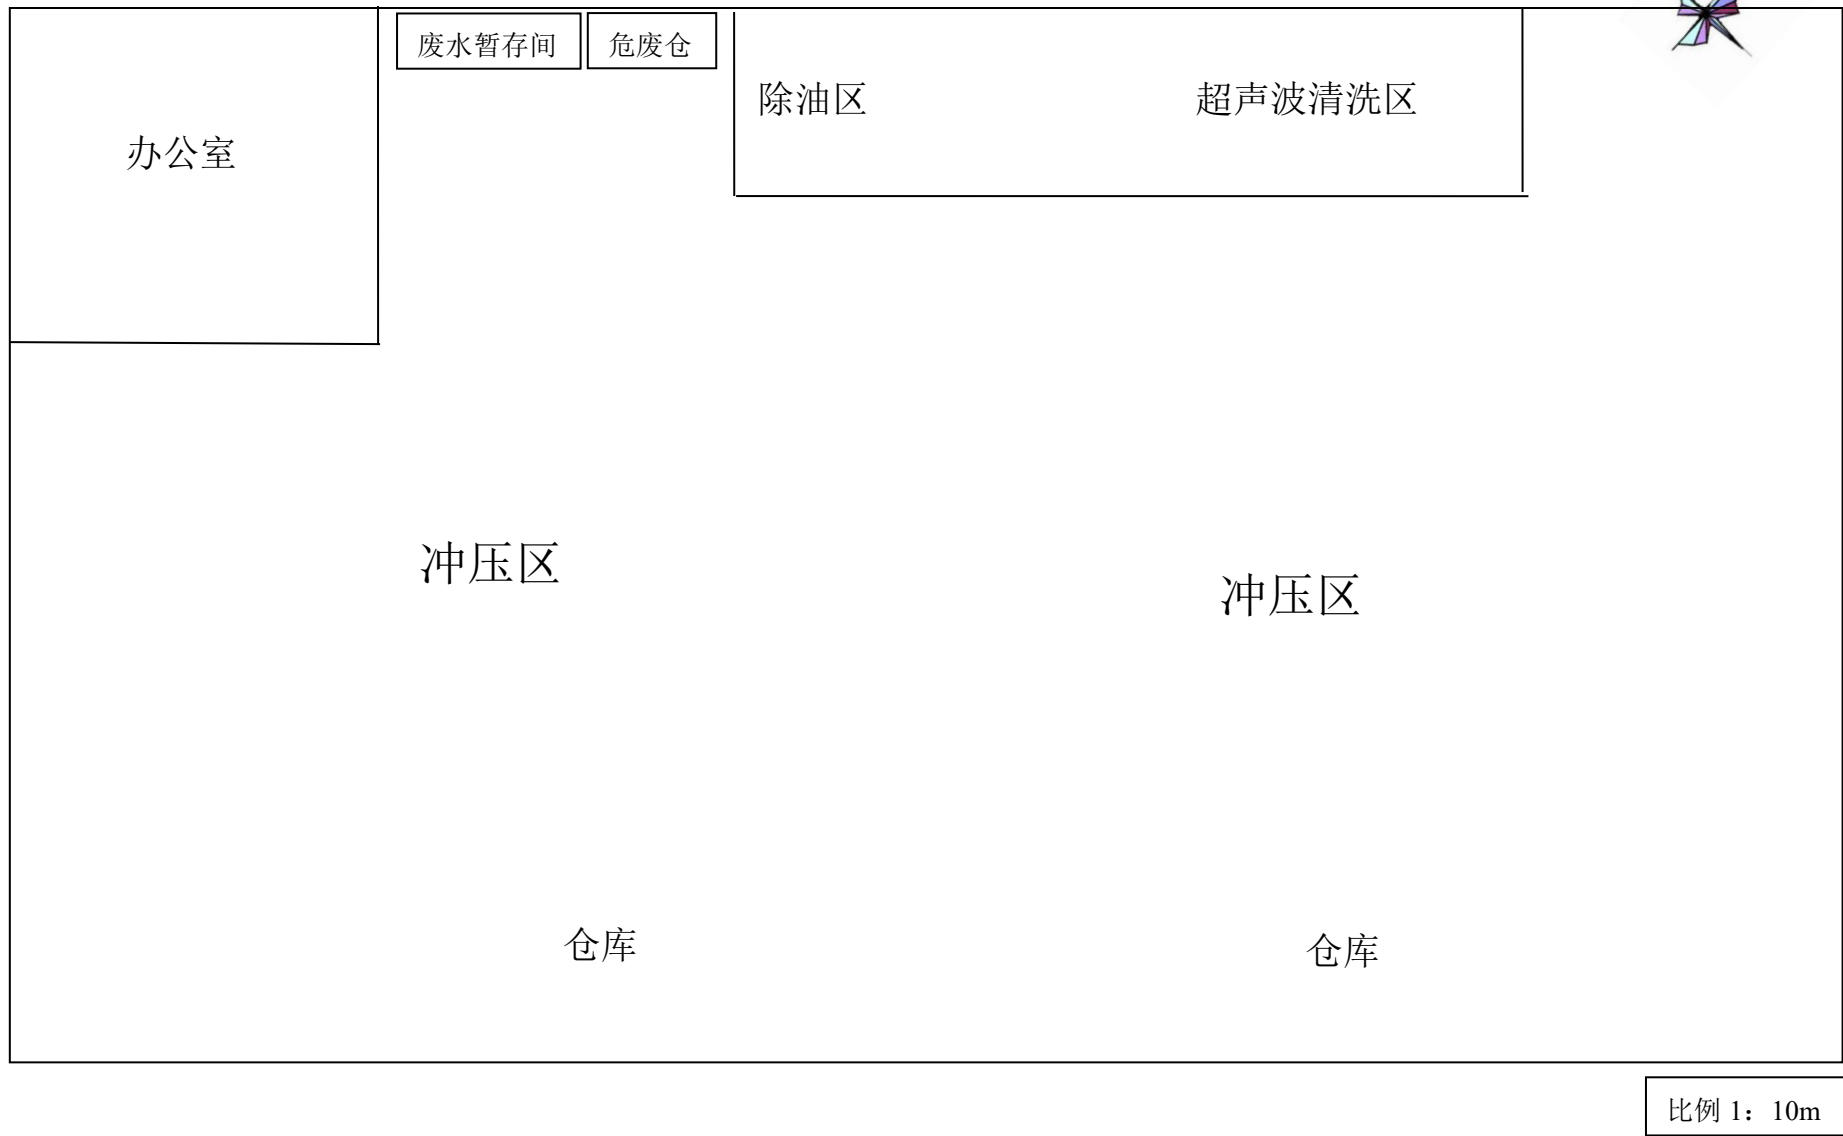 废水暂存间
危废仓
除油区
超声波清洗区
办公室
冲压区
冲压区
仓库
仓库
比例 1：10m